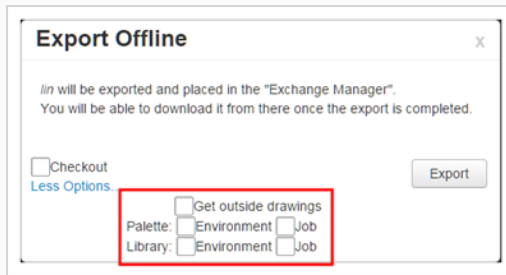 Export Offline
x
lin will be exported and placed in the "Exchange Manager".
You will be able to download it from there once the export is completed.
Checkout
Export
Less Options...
Get outside drawings
Palette: Environment Job
Library: Environment Job